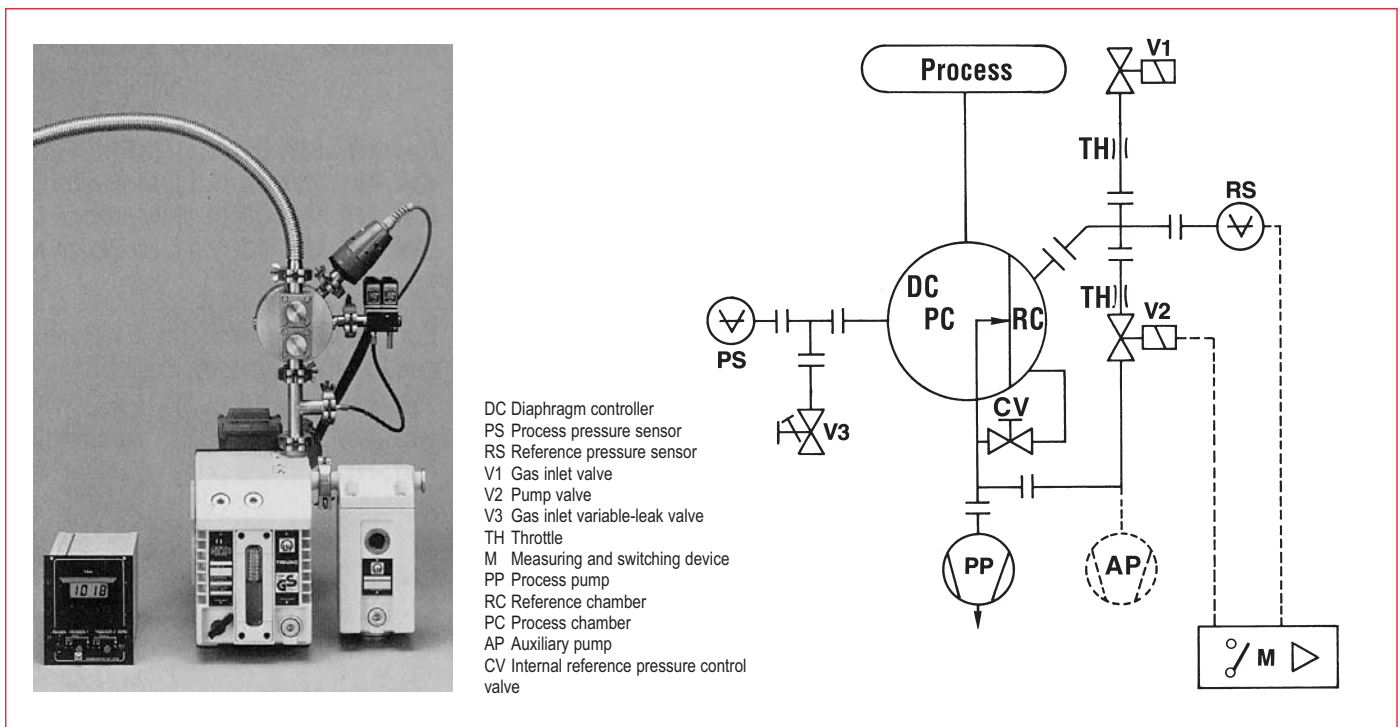 1018
GS
DC Diaphragm controller
PS Process pressure sensor
RS Reference pressure sensor
V1 Gas inlet valve
V2 Pump valve
V3 Gas inlet variable-leak valve
TH Throttle
M Measuring and switching device
PP Process pump
RC Reference chamber
PC Process chamber
AP Auxiliary pump
CV Internal reference pressure control
valve
Process
V1
TH
RS
DC
PC
RC
TH
V2
PS
V3
CV
PP
AP
M